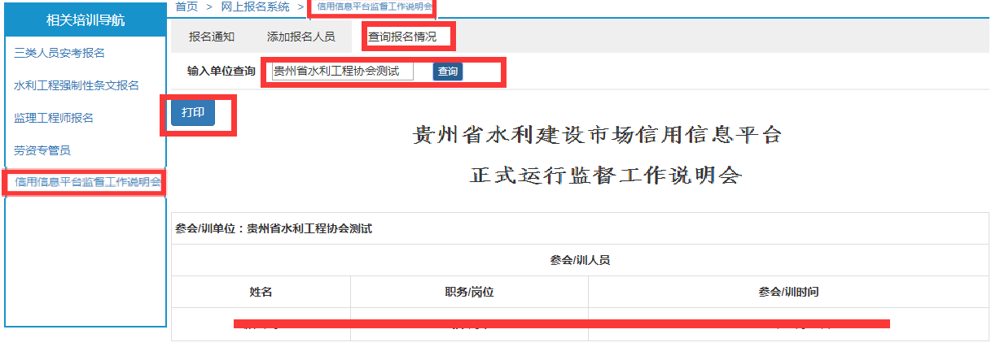 相关培训导航
三类人员安考报名
水利工程强制性条文报名
监理工程师报名
劳资专管员
信用信息平台监督工作说明会
首页 > 网上报名系统 > 信用信息平台监督工作说明会
报名通知 添加报名人员 查询报名情况
输入单位查询 贵州省水利工程协会测试 查询
打印
贵州省水利建设市场信用信息平台
正式运行监督工作说明会
参会/训单位：贵州省水利工程协会测试
参会/训人员
姓名 职务/岗位 参会/训时间